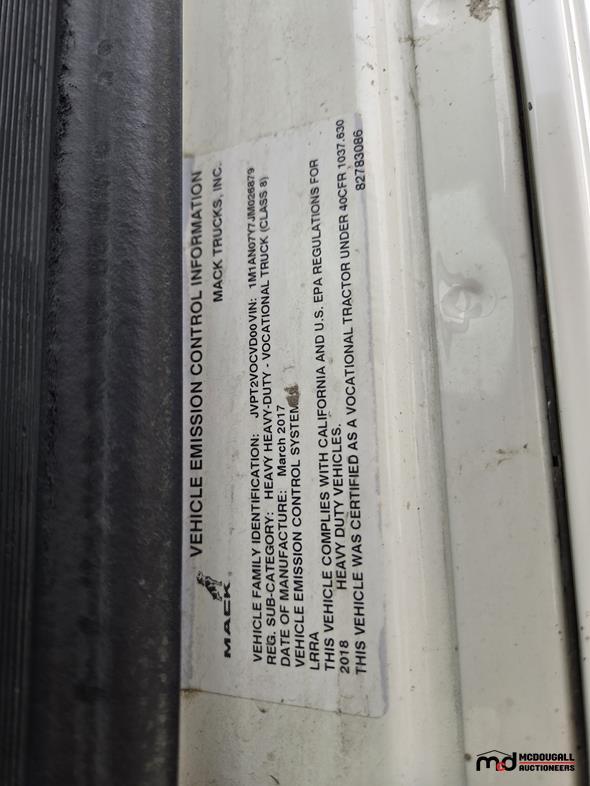 VEHICLE EMISSION CONTROL INFORMATION
MACK MACK TRUCKS, INC.
VEHICLE FAMILY IDENTIFICATION: JVPT2VOCVD00 VIN: 1M1AN07Y7JM026879
REG. SUB-CATEGORY: HEAVY HEAVY-DUTY - VOCATIONAL TRUCK (CLASS 8)
DATE OF MANUFACTURE: March 2017
VEHICLE EMISSION CONTROL SYSTEM
LRRA
THIS VEHICLE COMPLIES WITH CALIFORNIA AND U.S. EPA REGULATIONS FOR
2018 HEAVY DUTY VEHICLES.
THIS VEHICLE WAS CERTIFIED AS A VOCATIONAL TRACTOR UNDER 40CFR 1037.630
82783086
md MCDOUGALL
AUCTIONEERS